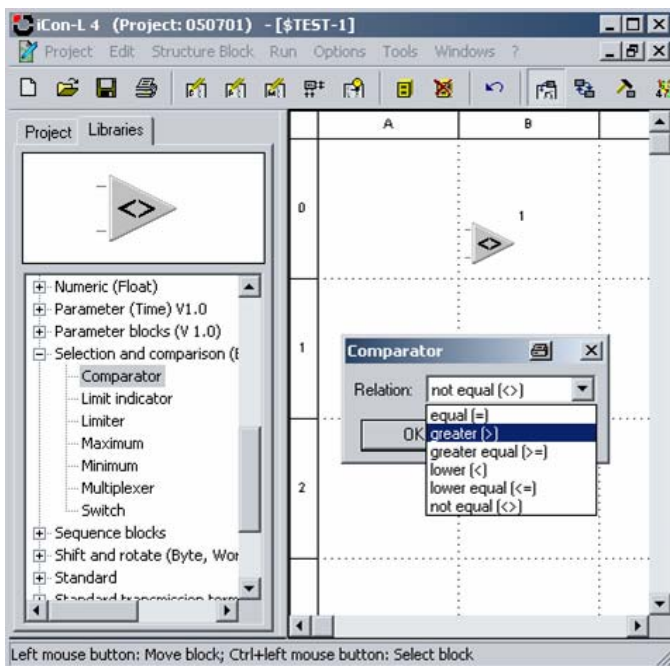 iCon-L 4 (Project: 050701) - [$TEST-1]
Project Edit Structure Block Run Options Tools Windows ?
Project Libraries
<>
Numeric (Float)
Parameter (Time) V1.0
Parameter blocks (V 1.0)
Selection and comparison (
Comparator
Limit indicator
Limiter
Maximum
Minimum
Multiplexer
Switch
Sequence blocks
Shift and rotate (Byte, Wor
Standard
Standard transmission term
A B
0
1
<>
1
2
Comparator
Relation: not equal (<>)
OK
equal (=)
greater (>)
greater equal (>=)
lower (<)
lower equal (<=)
not equal (<>)
Left mouse button: Move block; Ctrl+left mouse button: Select block